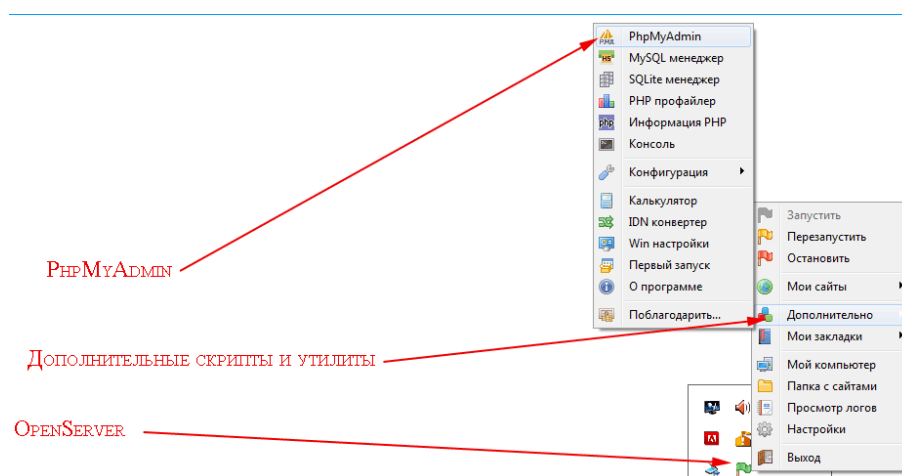 PhpMyAdmin
MySQL менеджер
SQLite менеджер
PHP профайлер
Информация PHP
Консоль
Конфигурация
Калькулятор
IDN конвертер
Win настройки
Первый запуск
О программе
Поблагодарить...
Запустить
Перезапустить
Остановить
Мои сайты
Дополнительно
Мои закладки
Мой компьютер
Папка с сайтами
Просмотр логов
Настройки
Выход
PhpMyAdmin
Дополнительные скрипты и утилиты
OpenServer